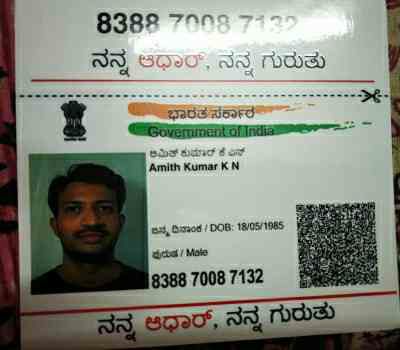 8388 7008 7132
ನನ್ನ ಆಧಾರ್, ನನ್ನ ಗುರುತು
ಭಾರತ ಸರ್ಕಾರ
Government of India
ಅಮಿತ್ ಕುಮಾರ್ ಕೆ ಎನ್
Amith Kumar K N
ಜನ್ಮ ದಿನಾಂಕ / DOB: 18/05/1985
ಪುರುಷ / Male
8388 7008 7132
ನನ್ನ ಆಧಾರ್, ನನ್ನ ಗುರುತು